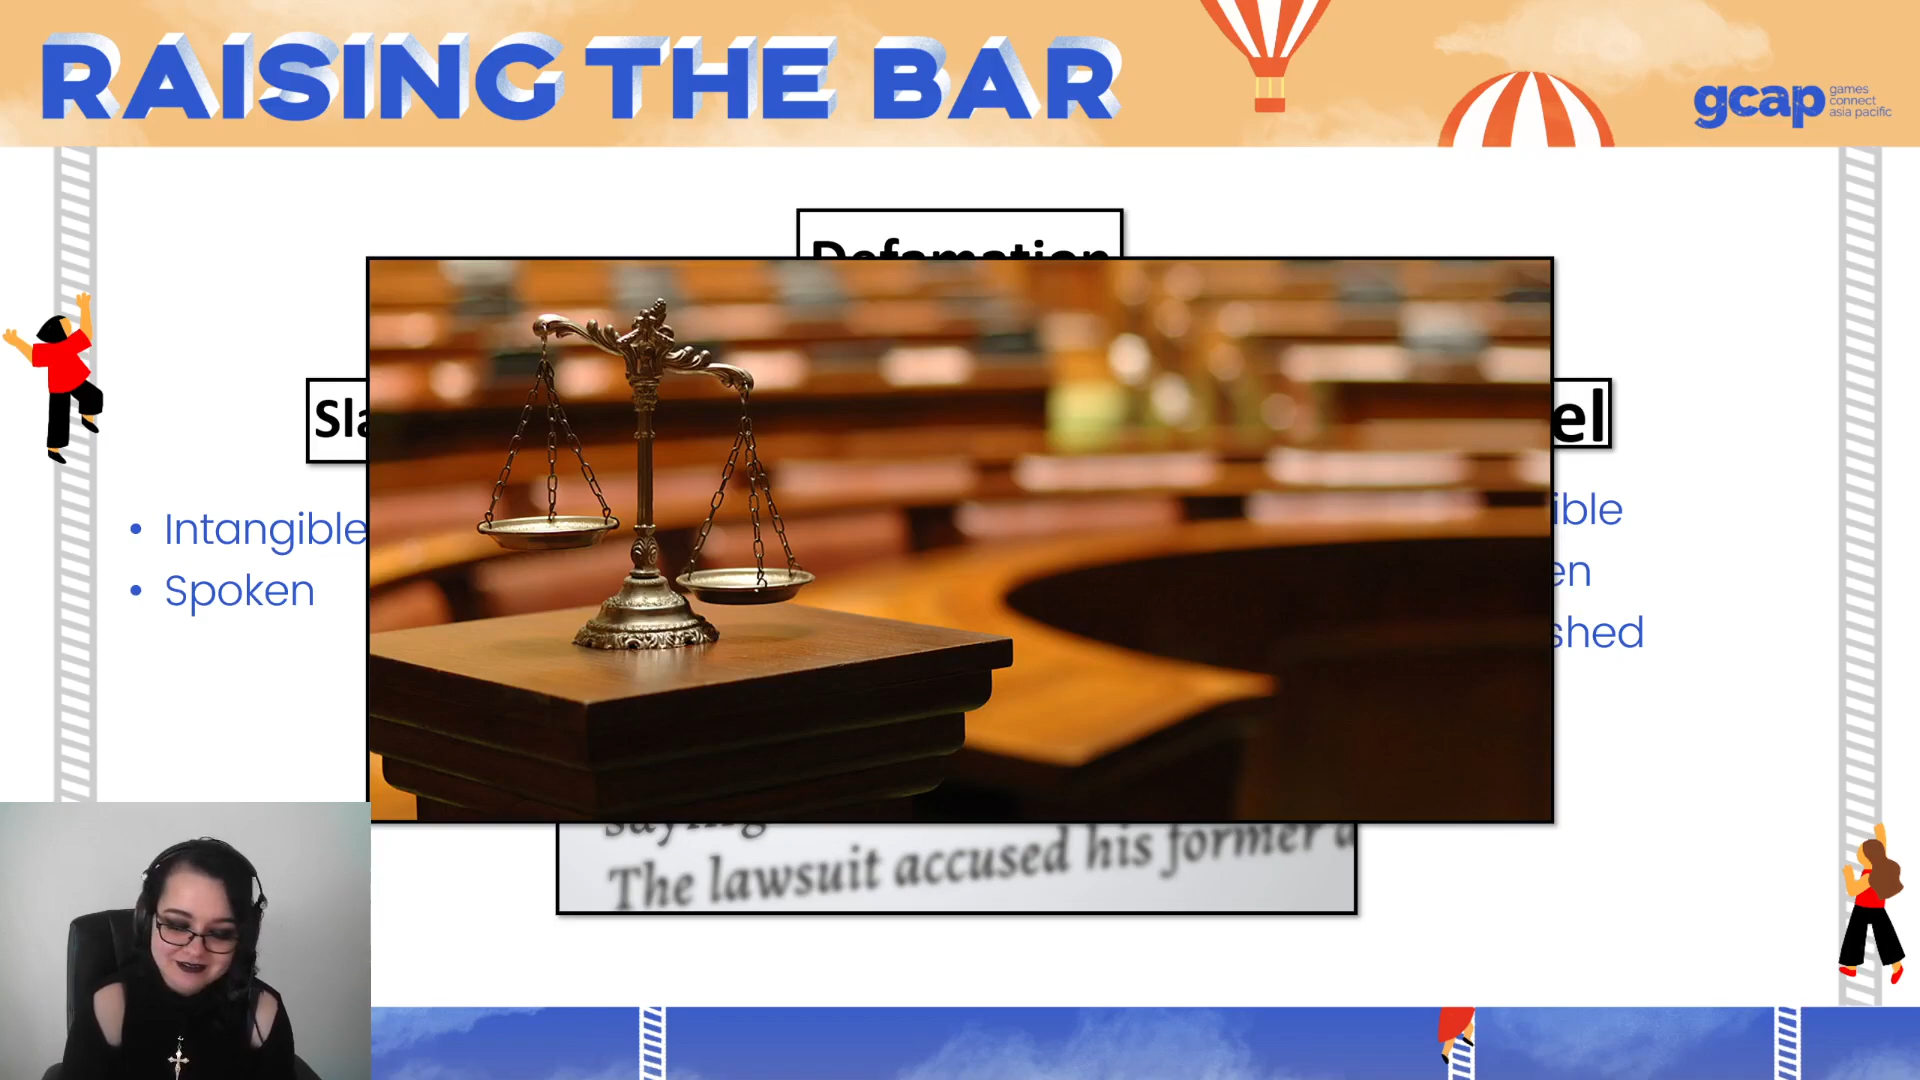 RAISING THE BAR
gcap games
connect
asia pacific
Defamation
Sla
el
• Intangible
• Spoken
ible
en
shed
saying
The lawsuit accused his former